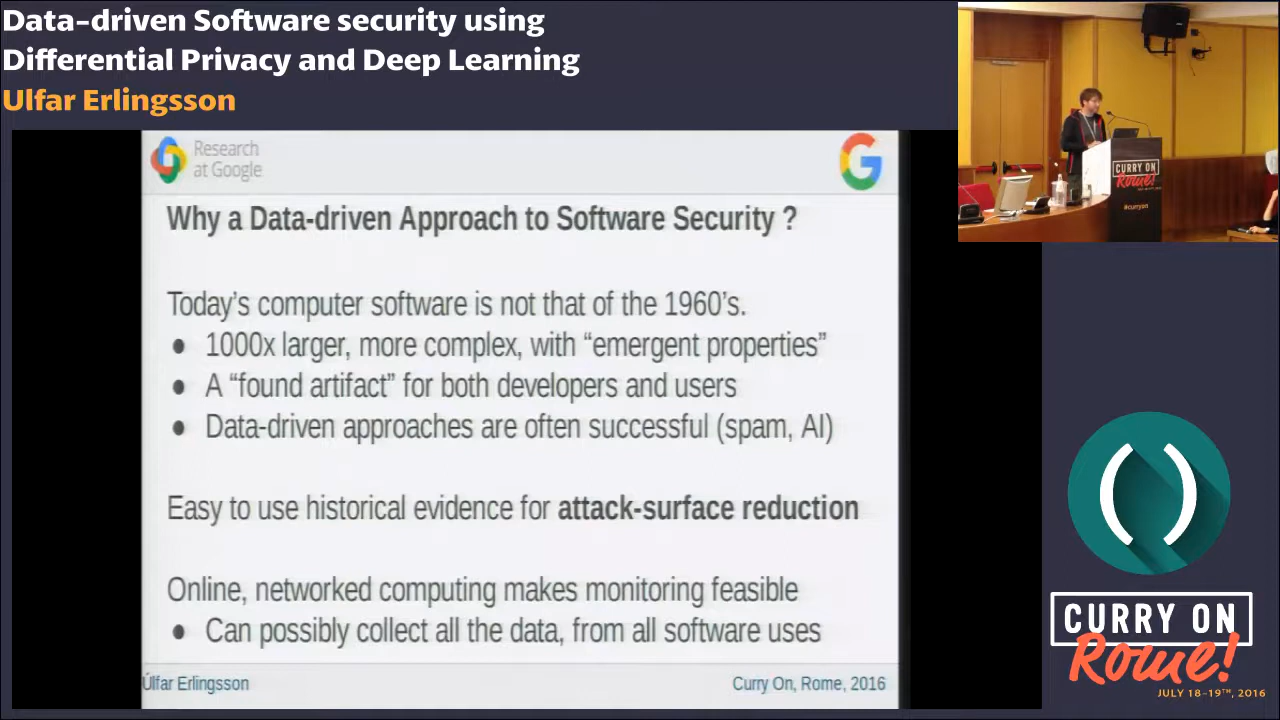 Data-driven Software security using
Differential Privacy and Deep Learning
Ulfar Erlingsson
Research
at Google
G
Why a Data-driven Approach to Software Security ?
Today's computer software is not that of the 1960's.
● 1000x larger, more complex, with “emergent properties”
● A “found artifact” for both developers and users
● Data-driven approaches are often successful (spam, AI)
Easy to use historical evidence for attack-surface reduction
Online, networked computing makes monitoring feasible
● Can possibly collect all the data, from all software uses
Úlfar Erlingsson
Curry On, Rome, 2016
CURRY ON
Rome!
#curryon
( )
CURRY ON
Rome!
JULY 18-19TH, 2016